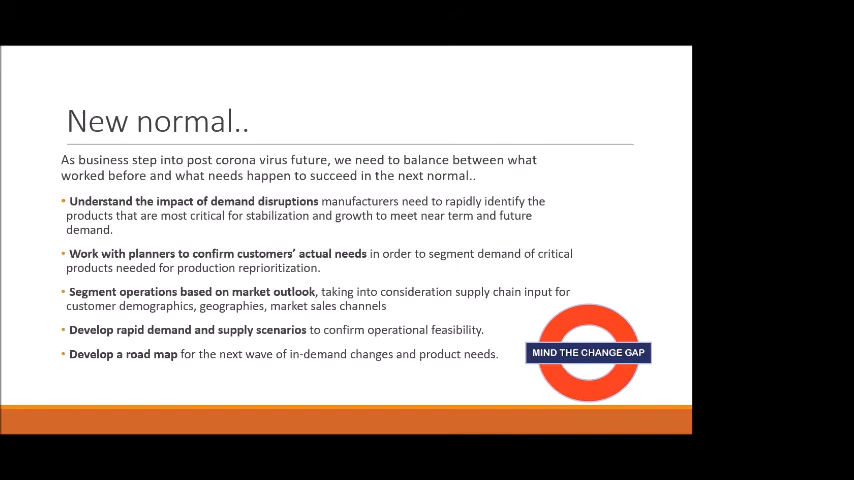 New normal..
As business step into post corona virus future, we need to balance between what
worked before and what needs happen to succeed in the next normal..
• Understand the impact of demand disruptions manufacturers need to rapidly identify the
products that are most critical for stabilization and growth to meet near term and future
demand.
• Work with planners to confirm customers’ actual needs in order to segment demand of critical
products needed for production reprioritization.
• Segment operations based on market outlook, taking into consideration supply chain input for
customer demographics, geographies, market sales channels
• Develop rapid demand and supply scenarios to confirm operational feasibility.
• Develop a road map for the next wave of in-demand changes and product needs.
MIND THE CHANGE GAP